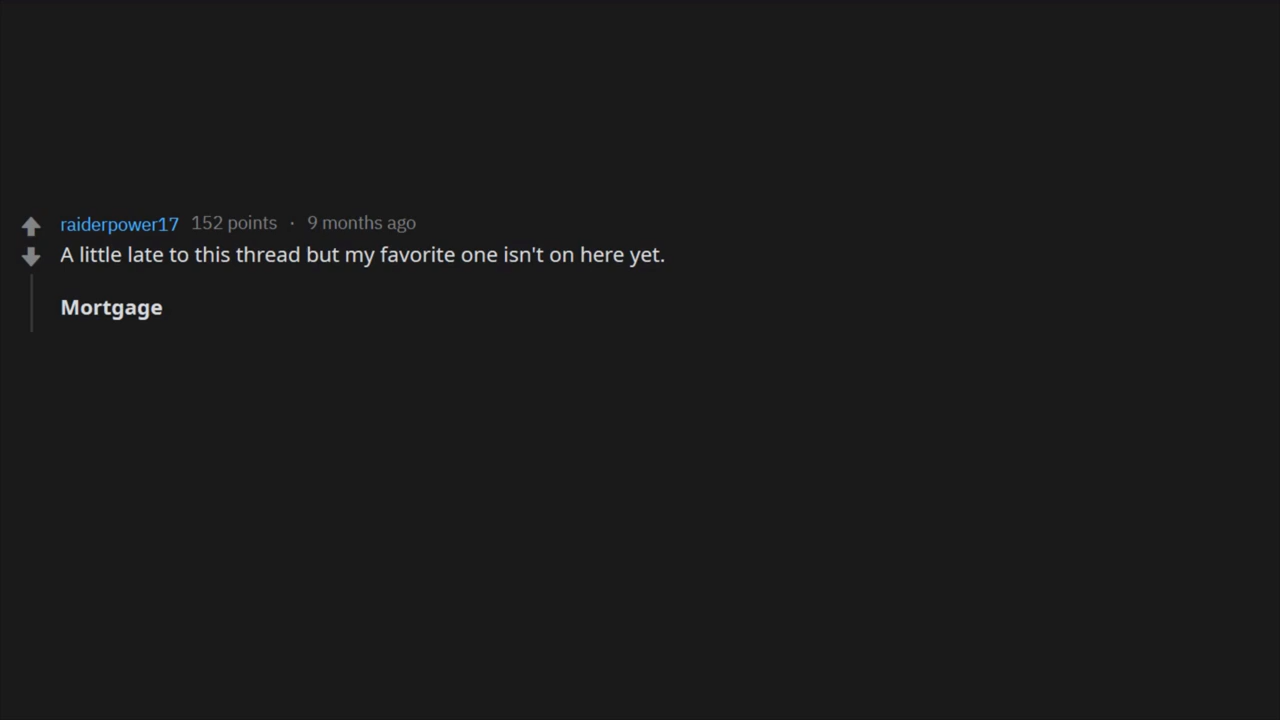 raiderpower17 152 points · 9 months ago
A little late to this thread but my favorite one isn't on here yet.
Mortgage